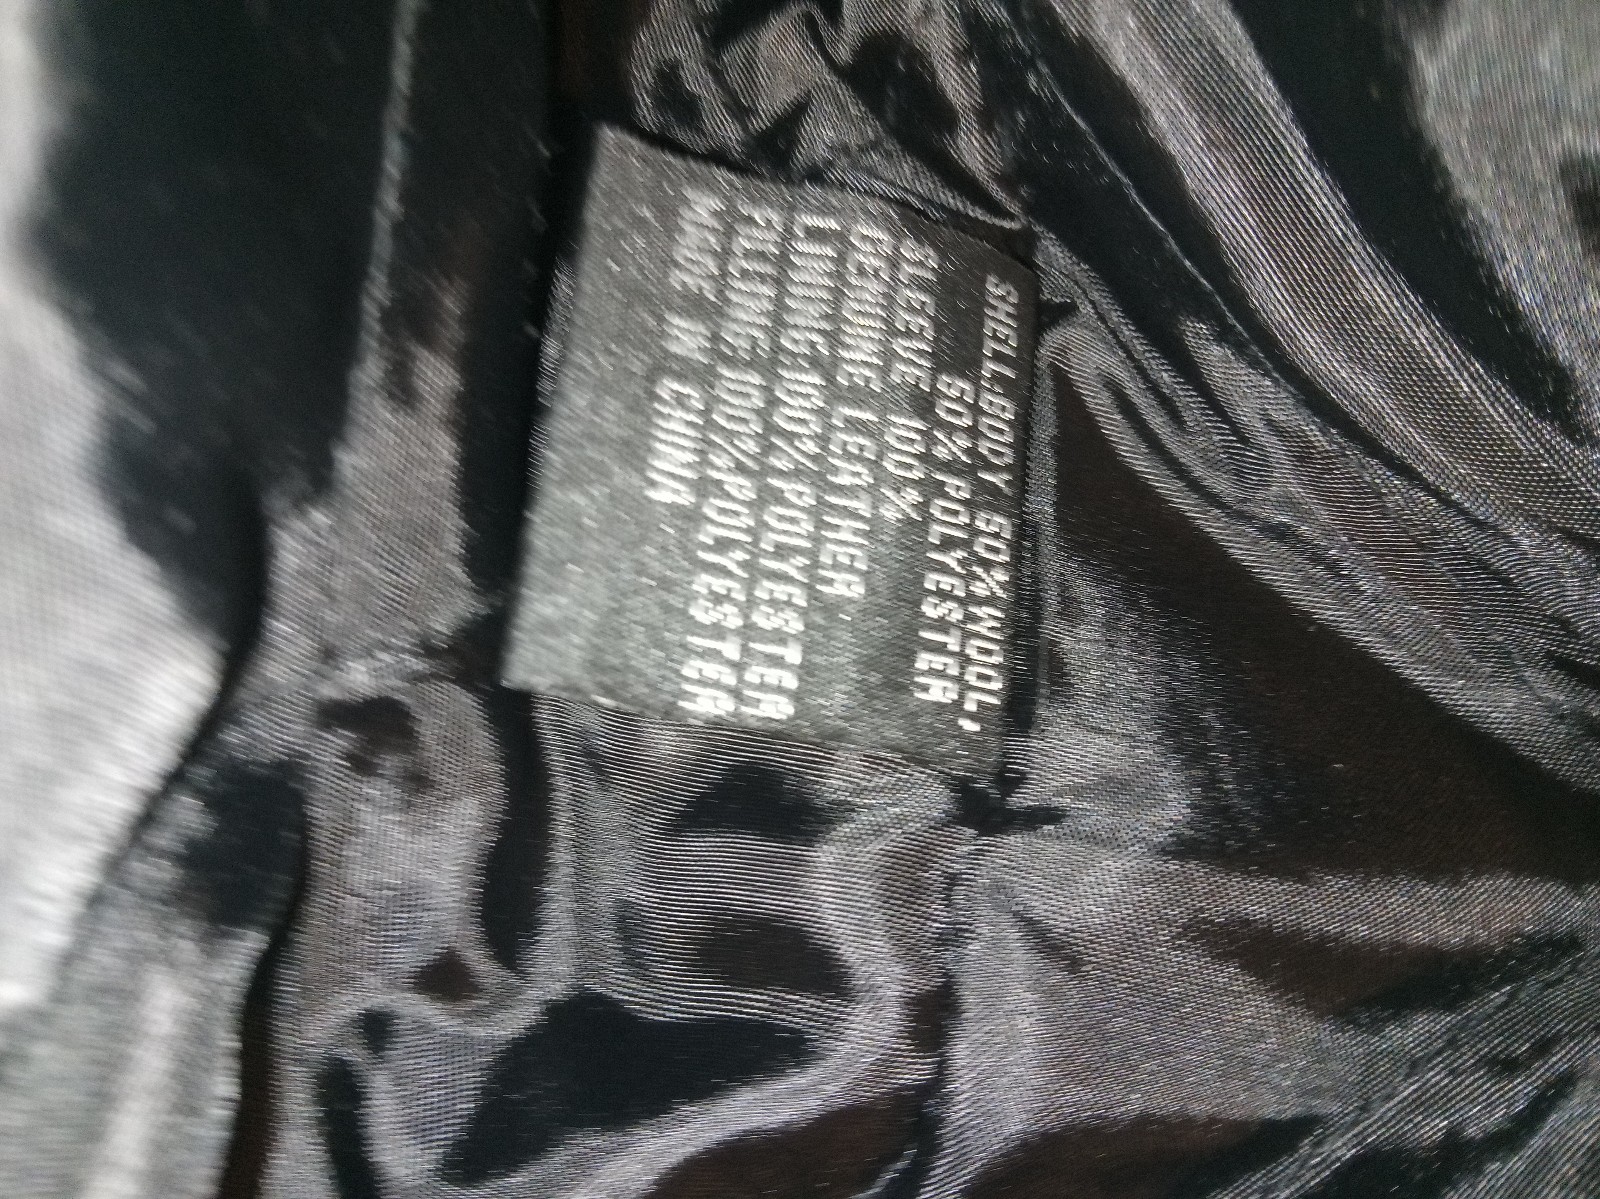 SHELL:BODY 50% WOOL,
50% POLYESTER
SLEEVE 100%
GENUINE LEATHER
LINING:100% POLYESTER
FILLING 100% POLYESTER
MADE IN CHINA